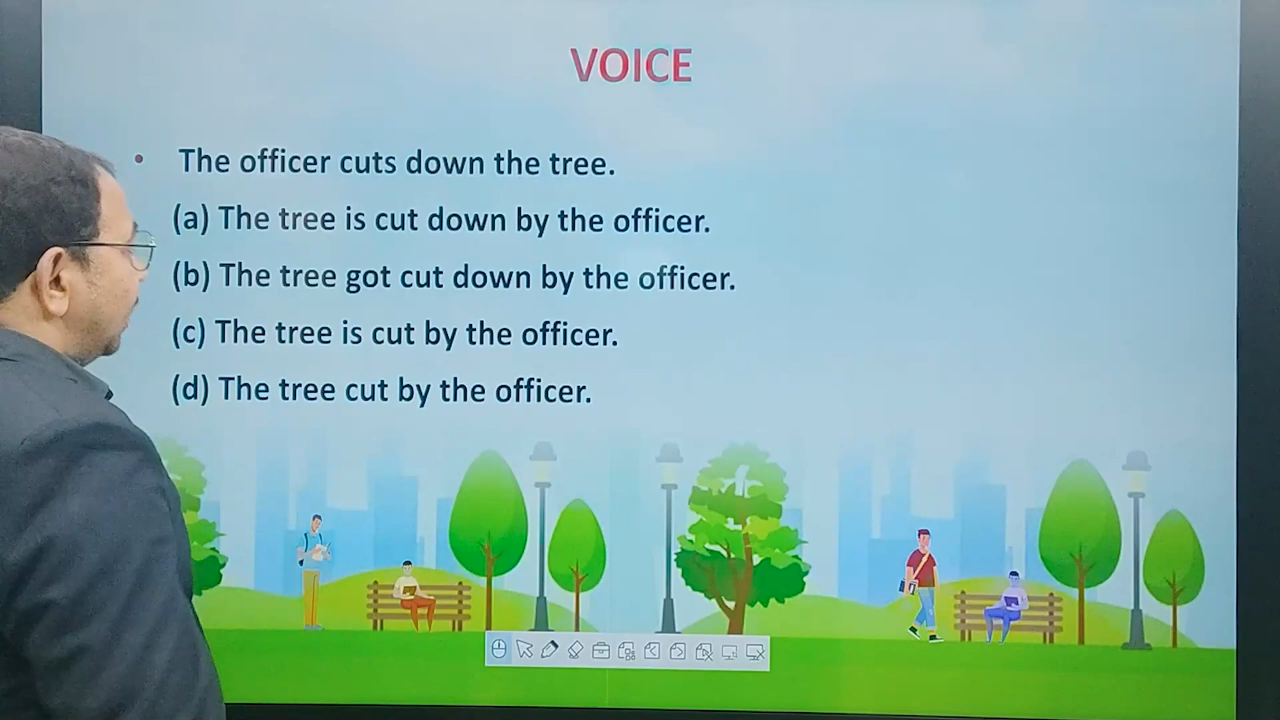 VOICE
• The officer cuts down the tree.
(a) The tree is cut down by the officer.
(b) The tree got cut down by the officer.
(c) The tree is cut by the officer.
(d) The tree cut by the officer.